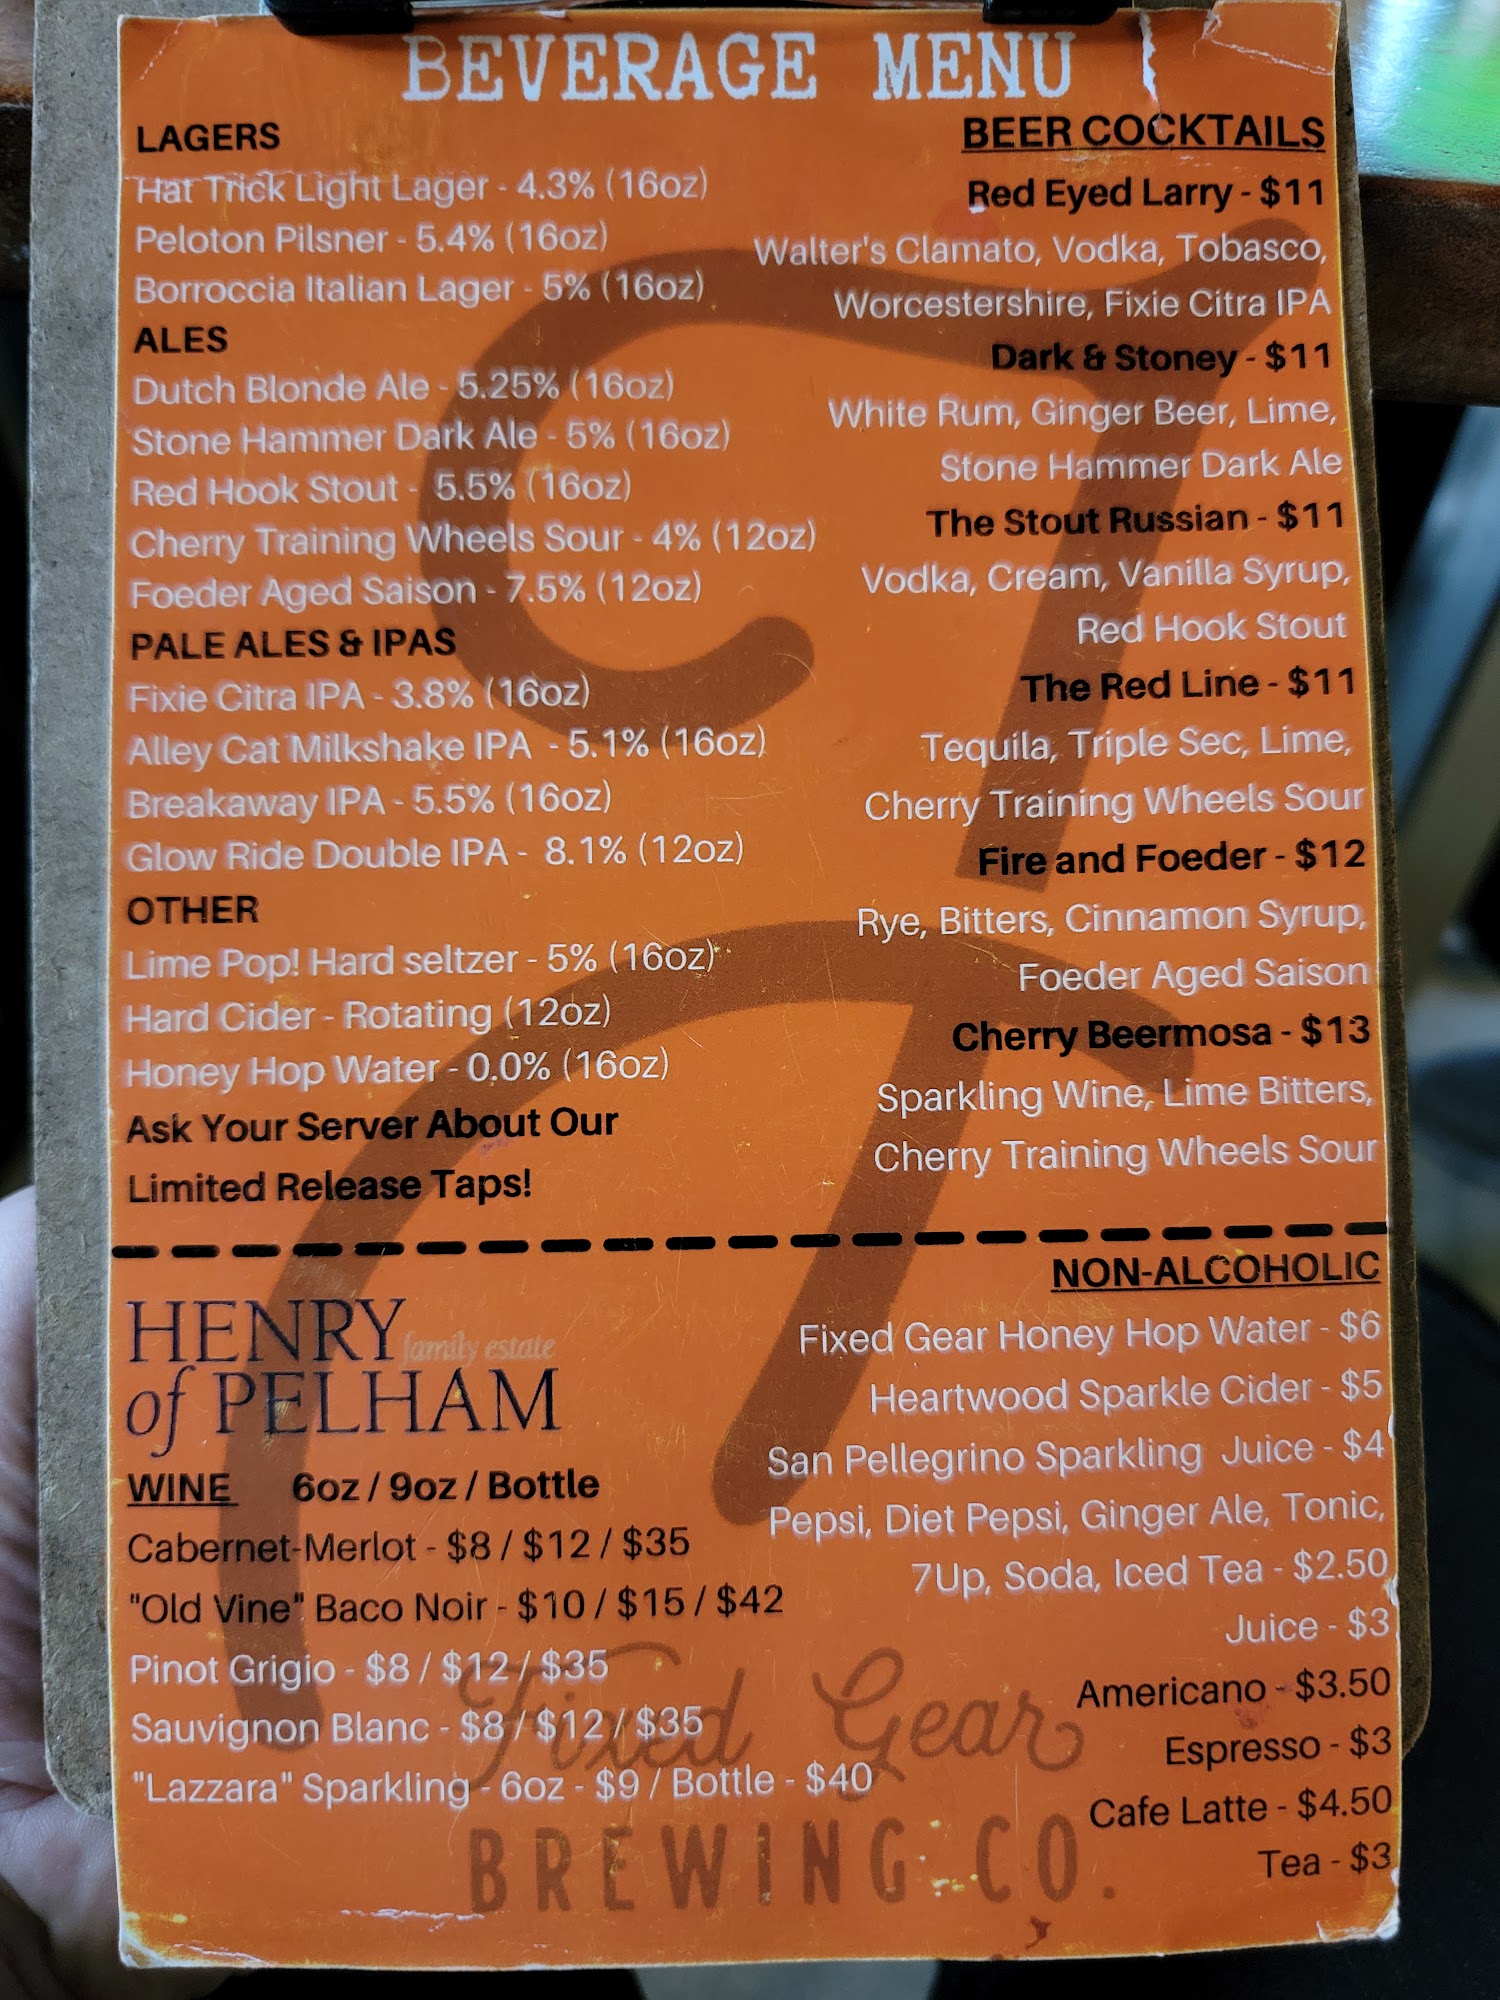 BEVERAGE MENU
LAGERS
Hat Trick Light Lager - 4.3% (16oz)
Peloton Pilsner - 5.4% (16oz)
Borroccia Italian Lager - 5% (16oz)
ALES
Dutch Blonde Ale - 5.25% (16oz)
Stone Hammer Dark Ale - 5% (16oz)
Red Hook Stout - 5.5% (16oz)
Cherry Training Wheels Sour - 4% (12oz)
Foeder Aged Saison - 7.5% (12oz)
PALE ALES & IPAS
Fixie Citra IPA - 3.8% (16oz)
Alley Cat Milkshake IPA - 5.1% (16oz)
Breakaway IPA - 5.5% (16oz)
Glow Ride Double IPA - 8.1% (12oz)
OTHER
Lime Pop! Hard seltzer - 5% (16oz)
Hard Cider - Rotating (12oz)
Honey Hop Water - 0.0% (16oz)
Ask Your Server About Our
Limited Release Taps!
BEER COCKTAILS
Red Eyed Larry - $11
Walter's Clamato, Vodka, Tobasco,
Worcestershire, Fixie Citra IPA
Dark & Stoney - $11
White Rum, Ginger Beer, Lime,
Stone Hammer Dark Ale
The Stout Russian - $11
Vodka, Cream, Vanilla Syrup,
Red Hook Stout
The Red Line - $11
Tequila, Triple Sec, Lime,
Cherry Training Wheels Sour
Fire and Foeder - $12
Rye, Bitters, Cinnamon Syrup,
Foeder Aged Saison
Cherry Beermosa - $13
Sparkling Wine, Lime Bitters,
Cherry Training Wheels Sour
HENRY family estate
of PELHAM
WINE 6oz / 9oz / Bottle
Cabernet-Merlot - $8 / $12 / $35
"Old Vine" Baco Noir - $10 / $15 / $42
Pinot Grigio - $8 / $12 / $35
Sauvignon Blanc - $8 / $12 / $35
"Lazzara" Sparkling - 6oz - $9 / Bottle - $40
NON-ALCOHOLIC
Fixed Gear Honey Hop Water - $6
Heartwood Sparkle Cider - $5
San Pellegrino Sparkling Juice - $4
Pepsi, Diet Pepsi, Ginger Ale, Tonic,
7Up, Soda, Iced Tea - $2.50
Juice - $3
Americano - $3.50
Espresso - $3
Cafe Latte - $4.50
Tea - $3
Fixed Gear
BREWING CO.